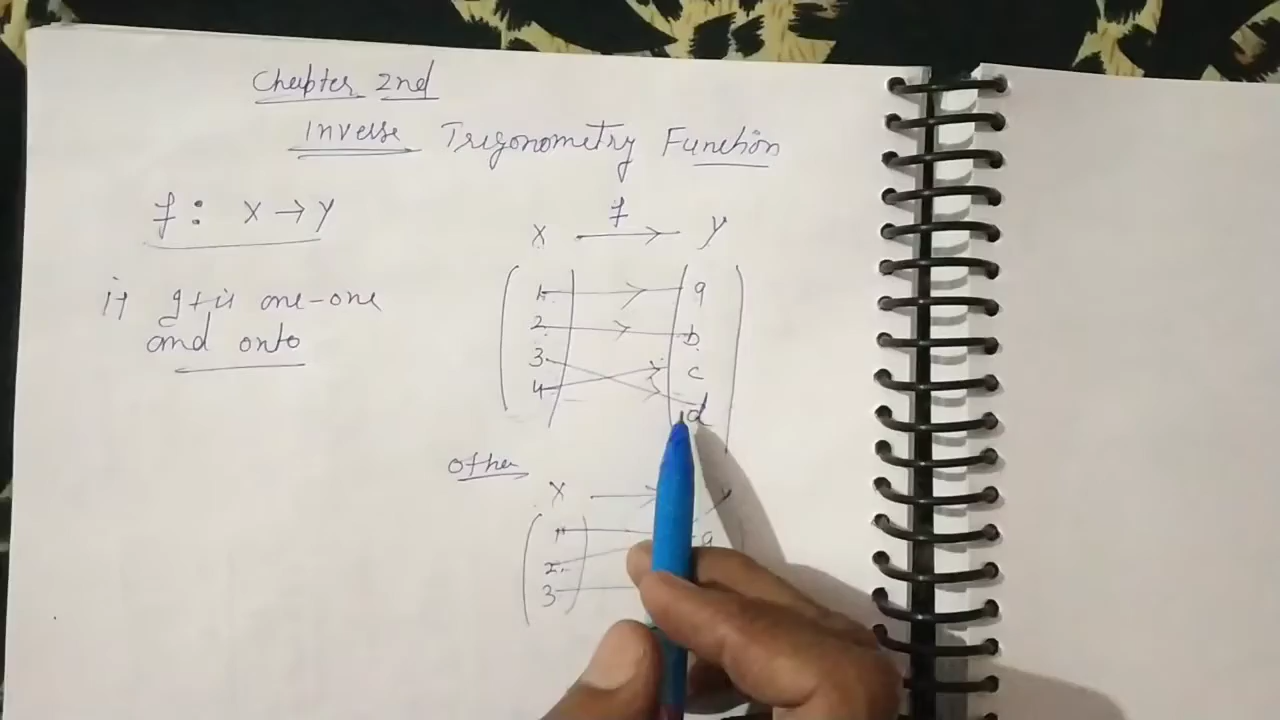 Chapter 2nd
Inverse Trigonometry Function
f : X → Y
X f Y
if it is one-one
and onto
1 a
2 b
3 c
4 d
Other
X → Y
1 a
2
3